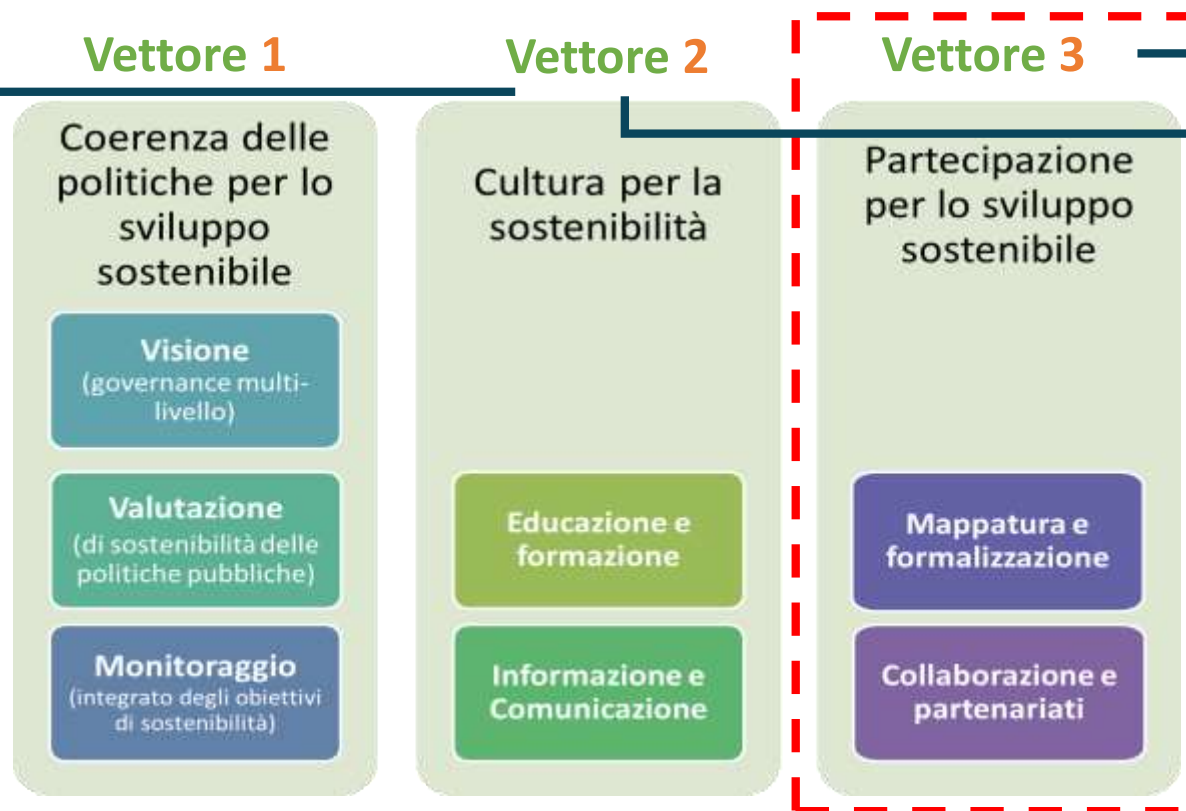 Vettore 1
Coerenza delle
politiche per lo
sviluppo
sostenibile
Visione
(governance multi-
livello)
Valutazione
(di sostenibilità delle
politiche pubbliche)
Monitoraggio
(integrato degli obiettivi
di sostenibilità)
Vettore 2
Cultura per la
sostenibilità
Educazione e
formazione
Informazione e
Comunicazione
Vettore 3
Partecipazione
per lo sviluppo
sostenibile
Mappatura e
formalizzazione
Collaborazione e
partenariati